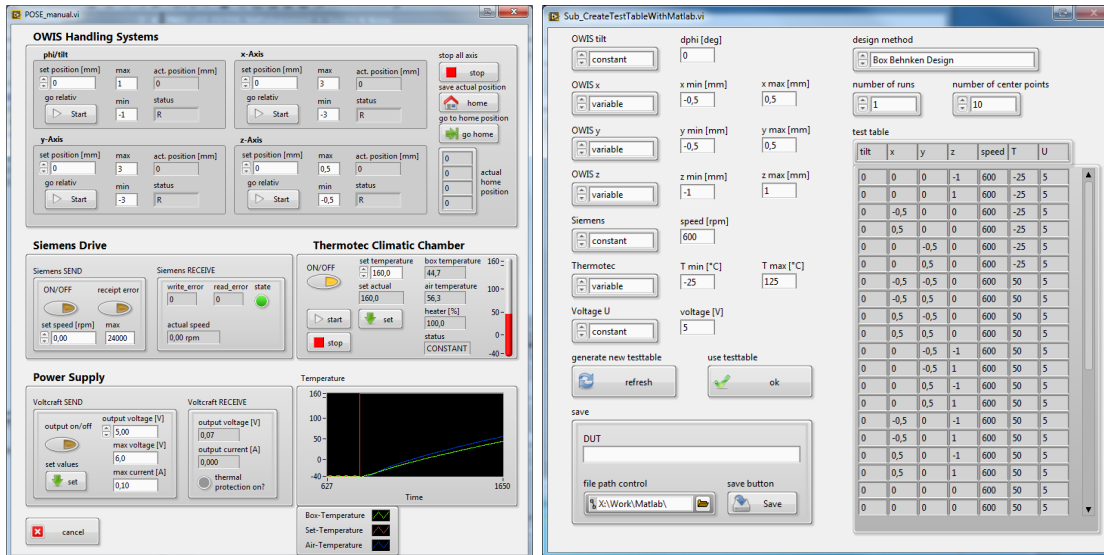 POSE_manual.vi
OWIS Handling Systems
phi/tilt
set position [mm] max act. position [mm]
0 1 0
go relativ min status
Start -1 R
x-Axis
set position [mm] max act. position [mm]
0 3 0
go relativ min status
Start -3 R
stop all axis
stop
save actual position
home
go to home position
go home
y-Axis
set position [mm] max act. position [mm]
0 3 0
go relativ min status
Start -3 R
z-Axis
set position [mm] max act. position [mm]
0 0,5 0
go relativ min status
Start -0,5 R
0
0 actual
0 home
0 position
Siemens Drive
Siemens SEND
ON/OFF receipt error
set speed [rpm] max
0,00 24000
Siemens RECEIVE
write_error read_error state
0 0
actual speed
0,00 rpm
Thermotec Climatic Chamber
ON/OFF
set temperature
160,0
set actual
160,0
start set
stop
box temperature
44,7
air temperature
56,3
heater [%]
100,0
status
CONSTANT
160
100
50
0
-40
Power Supply
Voltcraft SEND
output on/off
output voltage [V]
5,00
max voltage [V]
6,0
set values
set
max current [A]
0,10
Voltcraft RECEIVE
output voltage [V]
0,07
output current [A]
0,000
thermal
protection on?
Temperature
160
100
50
0
-40
627 1650
Time
Box-Temperature
Set-Temperature
Air-Temperature
cancel
Sub_CreateTestTableWithMatlab.vi
OWIS tilt dphi [deg]
constant 0
OWIS x x min [mm] x max [mm]
variable -0,5 0,5
OWIS y y min [mm] y max [mm]
variable -0,5 0,5
OWIS z z min [mm] z max [mm]
variable -1 1
Siemens speed [rpm]
constant 600
Thermotec T min [°C] T max [°C]
variable -25 125
Voltage U voltage [V]
constant 5
generate new testtable use testtable
refresh ok
save
DUT
file path control save button
X:\Work\Matlab\ Save
design method
Box Behnken Design
number of runs number of center points
1 10
test table
tilt x y z speed T U
0 0 0 -1 600 -25 5
0 0 0 1 600 -25 5
0 -0,5 0 0 600 -25 5
0 0,5 0 0 600 -25 5
0 0 -0,5 0 600 -25 5
0 0 0,5 0 600 -25 5
0 -0,5 -0,5 0 600 50 5
0 -0,5 0,5 0 600 50 5
0 0,5 -0,5 0 600 50 5
0 0,5 0,5 0 600 50 5
0 0 -0,5 -1 600 50 5
0 0 -0,5 1 600 50 5
0 0 0,5 -1 600 50 5
0 0 0,5 1 600 50 5
0 -0,5 0 -1 600 50 5
0 -0,5 0 1 600 50 5
0 0,5 0 -1 600 50 5
0 0,5 0 1 600 50 5
0 0 0 0 600 50 5
0 0 0 0 600 50 5